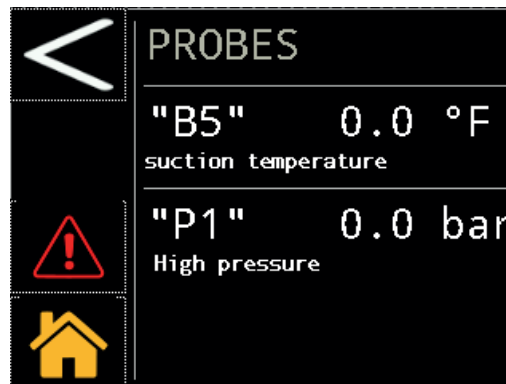 PROBES
"B5" 0.0 °F
suction temperature
"P1" 0.0 bar
High pressure